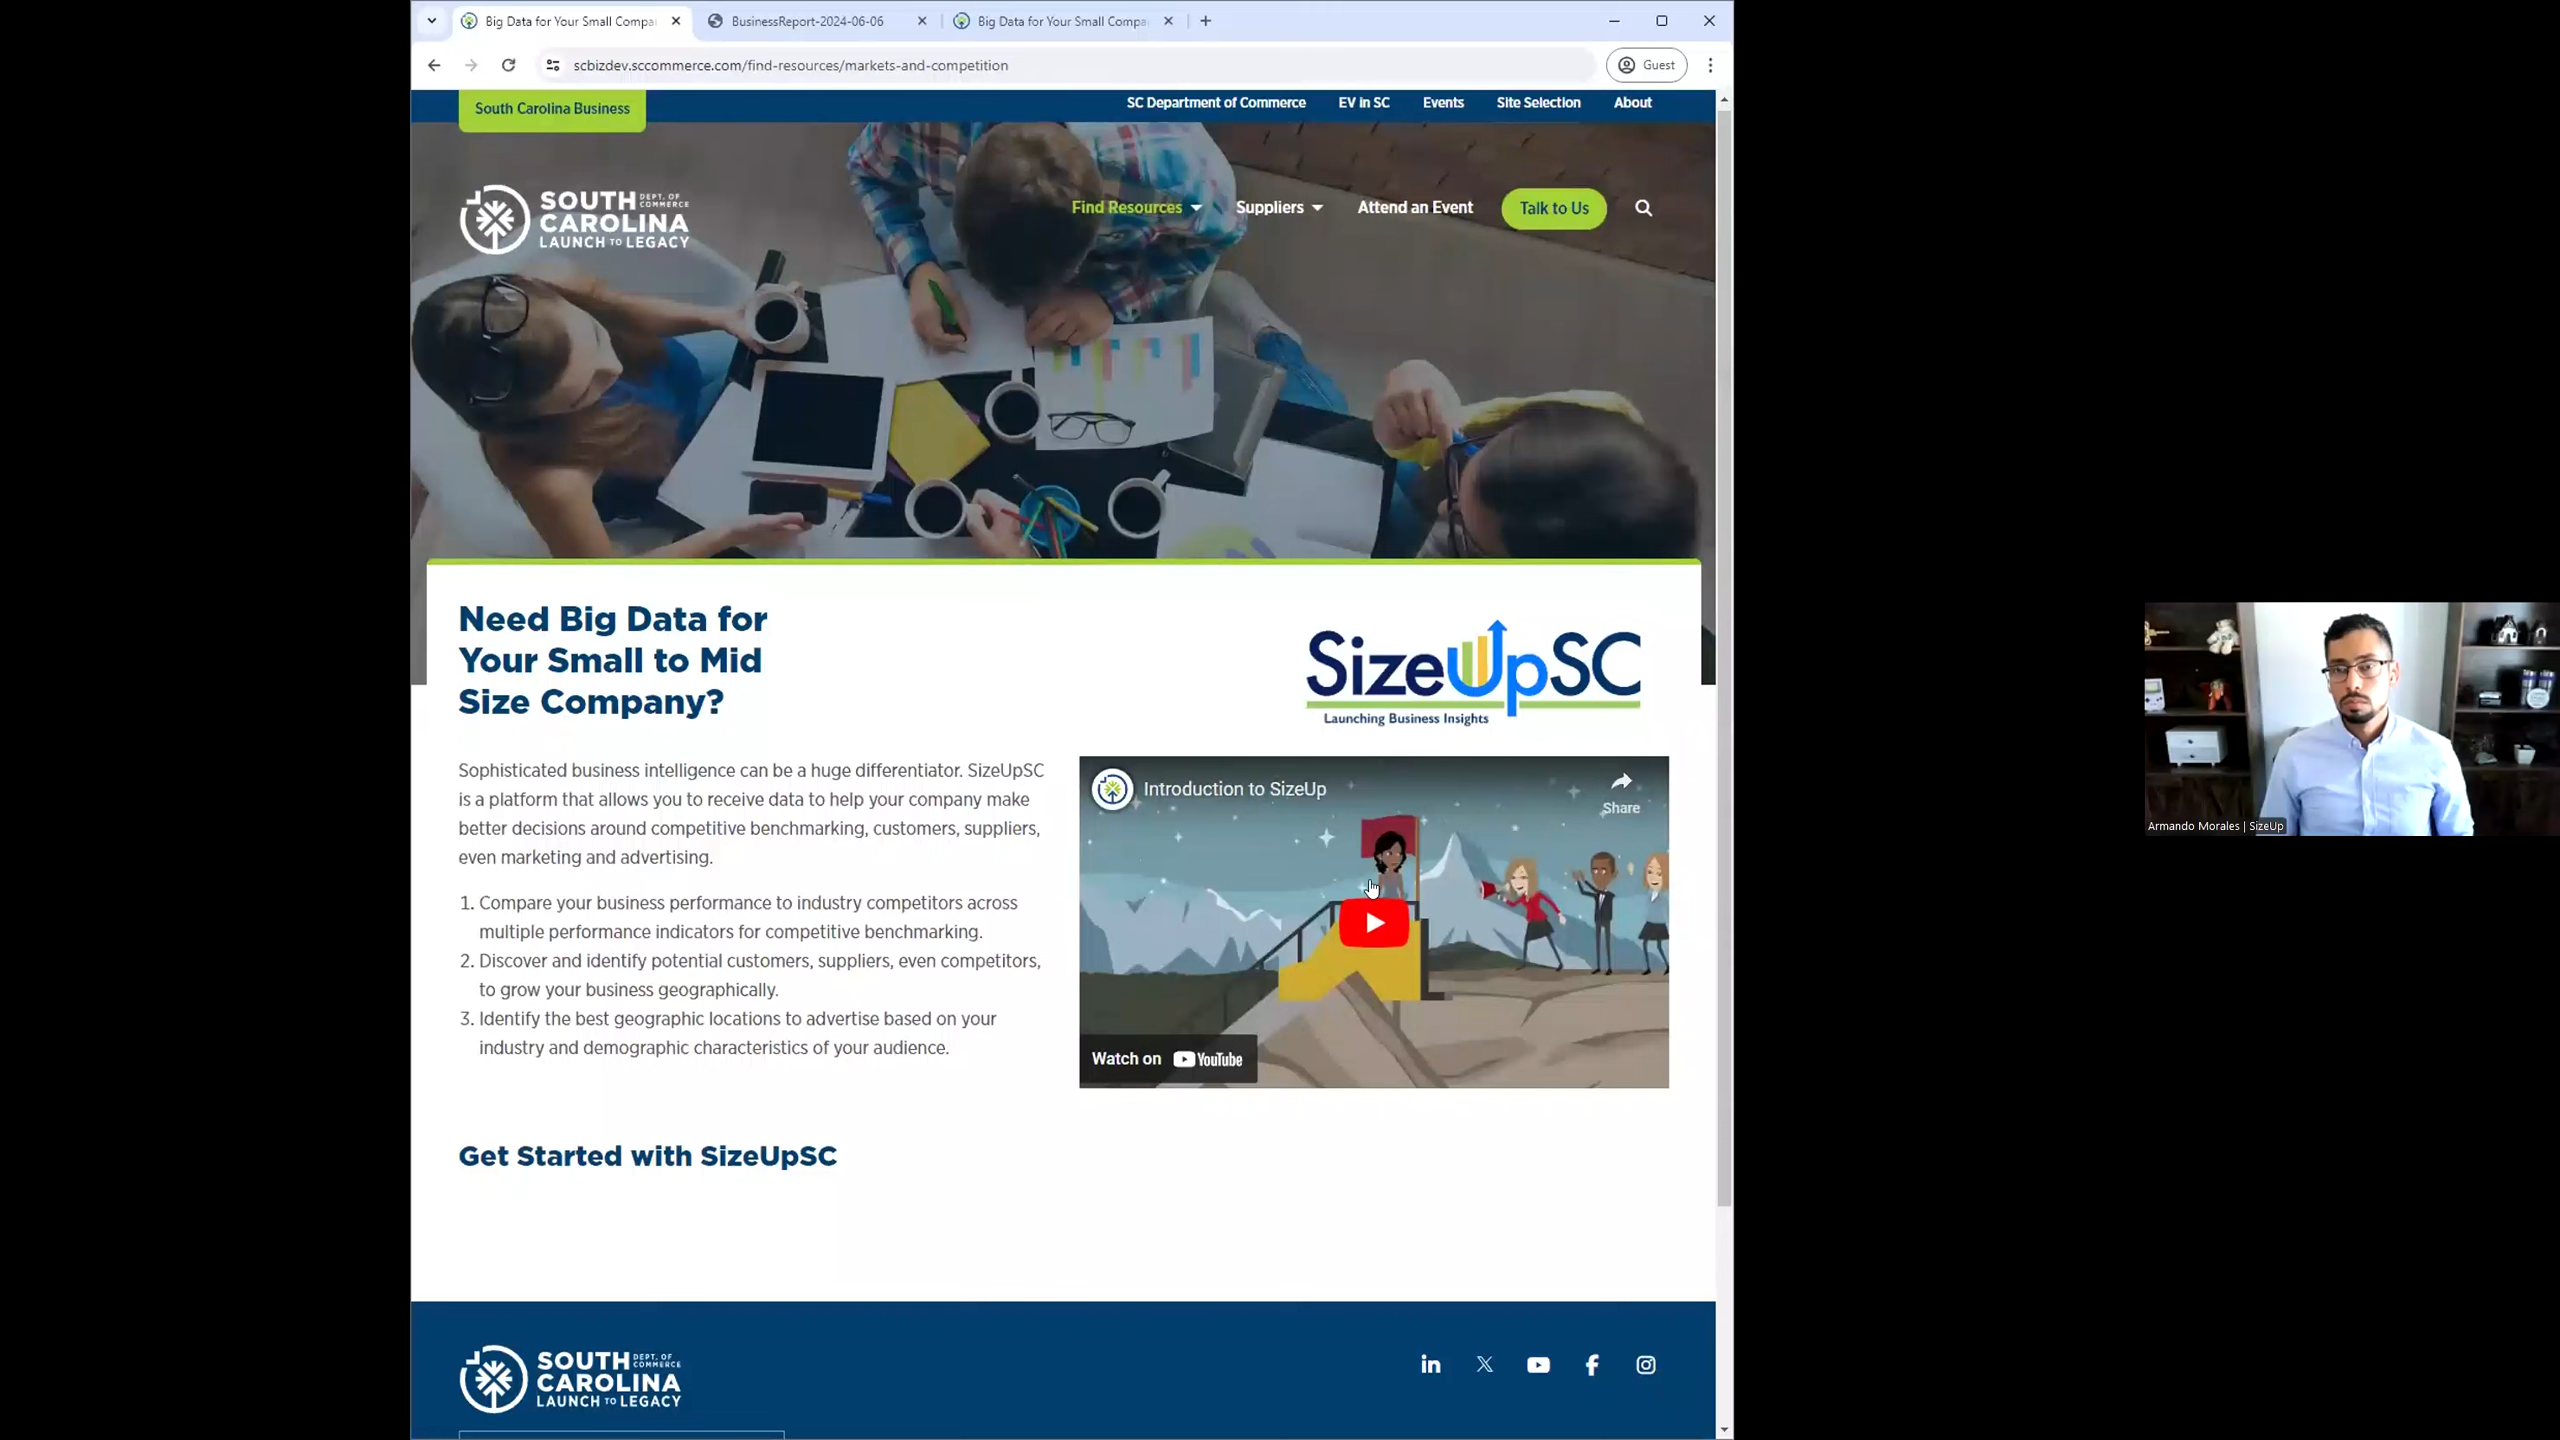 Big Data for Your Small Compa
BusinessReport-2024-06-06
Big Data for Your Small Compa
scbizdev.sccommerce.com/find-resources/markets-and-competition
Guest
South Carolina Business
SC Department of Commerce
EV in SC
Events
Site Selection
About
SOUTH DEPT. OF COMMERCE
CAROLINA
LAUNCH TO LEGACY
Find Resources
Suppliers
Attend an Event
Talk to Us
Need Big Data for
Your Small to Mid
Size Company?
SizeUpSC
Launching Business Insights
Sophisticated business intelligence can be a huge differentiator. SizeUpSC
is a platform that allows you to receive data to help your company make
better decisions around competitive benchmarking, customers, suppliers,
even marketing and advertising.
1. Compare your business performance to industry competitors across
multiple performance indicators for competitive benchmarking.
2. Discover and identify potential customers, suppliers, even competitors,
to grow your business geographically.
3. Identify the best geographic locations to advertise based on your
industry and demographic characteristics of your audience.
Introduction to SizeUp
Share
Watch on YouTube
Armando Morales | SizeUp
Get Started with SizeUpSC
SOUTH DEPT. OF COMMERCE
CAROLINA
LAUNCH TO LEGACY